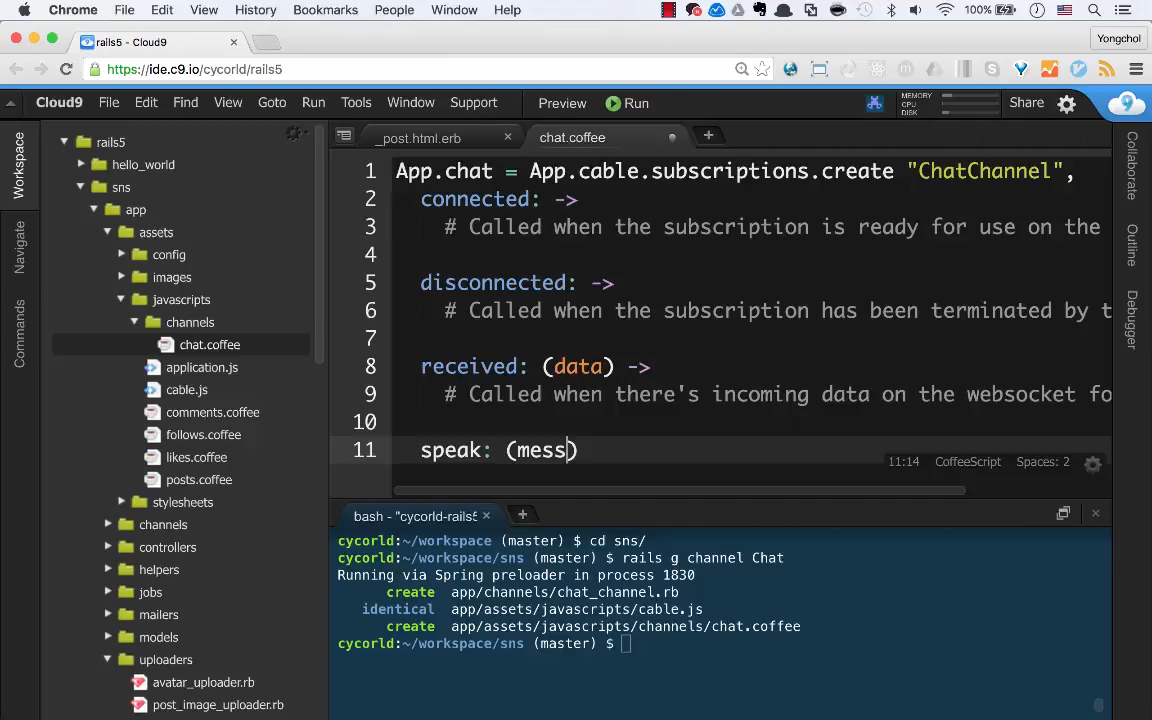 Chrome File Edit View History Bookmarks People Window Help 100%
rails5 - Cloud9
Yongchol
https://ide.c9.io/cycorld/rails5
Cloud9 File Edit Find View Goto Run Tools Window Support Preview Run MEMORY CPU DISK Share
Workspace
Navigate
Commands
rails5
hello_world
sns
app
assets
config
images
javascripts
channels
chat.coffee
application.js
cable.js
comments.coffee
follows.coffee
likes.coffee
posts.coffee
stylesheets
channels
controllers
helpers
jobs
mailers
models
uploaders
avatar_uploader.rb
post_image_uploader.rb
_post.html.erb
chat.coffee
1 App.chat = App.cable.subscriptions.create "ChatChannel",
2 connected: ->
3 # Called when the subscription is ready for use on the
4
5 disconnected: ->
6 # Called when the subscription has been terminated by t
7
8 received: (data) ->
9 # Called when there's incoming data on the websocket fo
10
11 speak: (mess)
11:14 CoffeeScript Spaces: 2
bash - "cycorld-rails5
cycorld:~/workspace (master) $ cd sns/
cycorld:~/workspace/sns (master) $ rails g channel Chat
Running via Spring preloader in process 1830
create app/channels/chat_channel.rb
identical app/assets/javascripts/cable.js
create app/assets/javascripts/channels/chat.coffee
cycorld:~/workspace/sns (master) $
Collaborate
Outline
Debugger